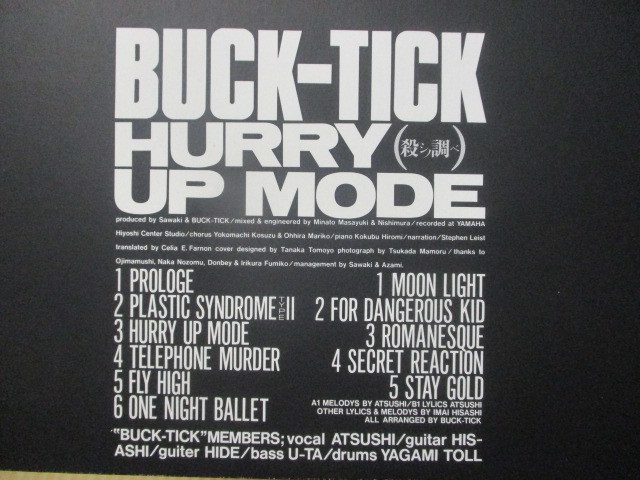 BUCK-TICK
HURRY (殺シノ調ベ)
UP MODE
produced by Sawaki & BUCK-TICK/mixed & engineered by Minato Masayuki & Nishimura/recorded at YAMAHA
Hiyoshi Center Studio/chorus Yokomachi Kosuzu & Ohhira Mariko/piano Kokubu Hiromi/narration/Stephen Leist
translated by Celia E. Farnon cover designed by Tanaka Tomoyo photograph by Tsukada Mamoru/thanks to
Ojimamushi, Naka Nozomu, Donbey & Irikura Fumiko/management by Sawaki & Azami.
1 PROLOGE
2 PLASTIC SYNDROME TYPE II
3 HURRY UP MODE
4 TELEPHONE MURDER
5 FLY HIGH
6 ONE NIGHT BALLET
1 MOON LIGHT
2 FOR DANGEROUS KID
3 ROMANESQUE
4 SECRET REACTION
5 STAY GOLD
A1 MELODYS BY ATSUSHI/B1 LYLICS ATSUSHI
OTHER LYLICS & MELODYS BY IMAI HISASHI
ALL ARRANGED BY BUCK-TICK
"BUCK-TICK"MEMBERS;vocal ATSUSHI/guitar HIS-
ASHI/guiter HIDE/bass U-TA/drums YAGAMI TOLL